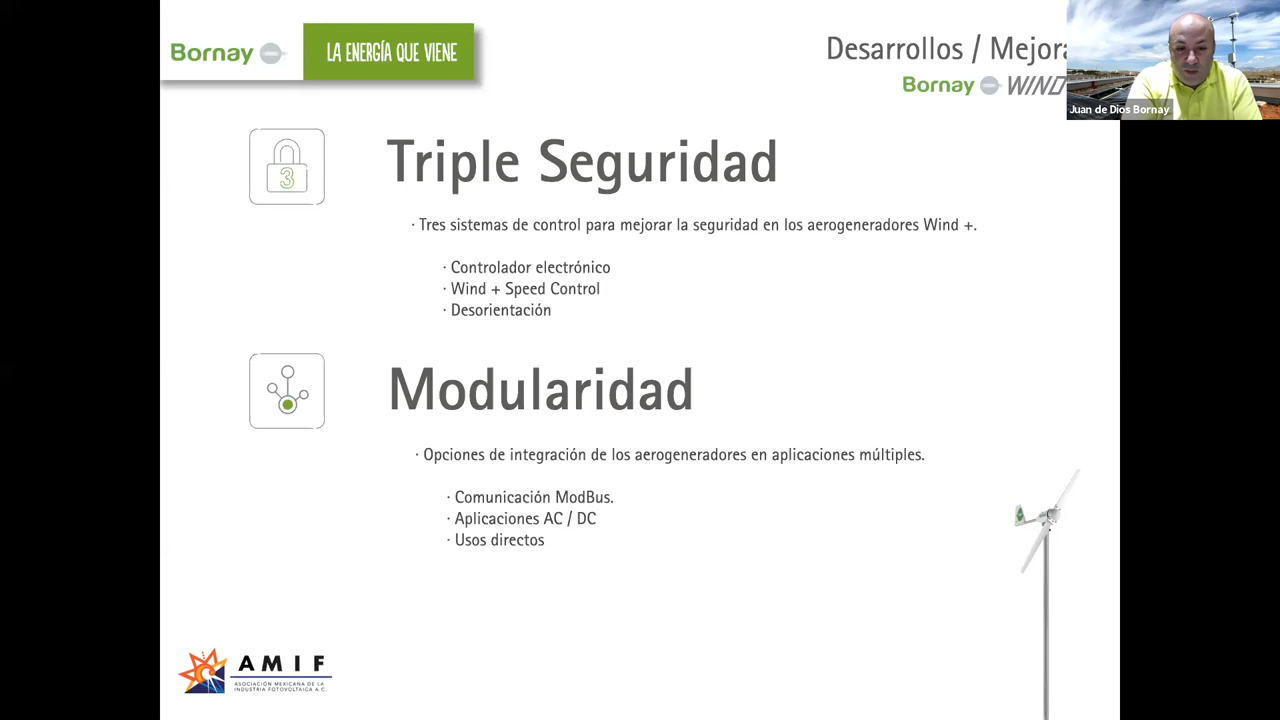 Bornay
LA ENERGÍA QUE VIENE
Desarrollos / Mejora
Bornay WIND
Juan de Dios Bornay
3
Triple Seguridad
· Tres sistemas de control para mejorar la seguridad en los aerogeneradores Wind +.
· Controlador electrónico
· Wind + Speed Control
· Desorientación
Modularidad
· Opciones de integración de los aerogeneradores en aplicaciones múltiples.
· Comunicación ModBus.
· Aplicaciones AC / DC
· Usos directos
AMIF
ASOCIACIÓN MEXICANA DE LA
INDUSTRIA FOTOVOLTAICA A.C.